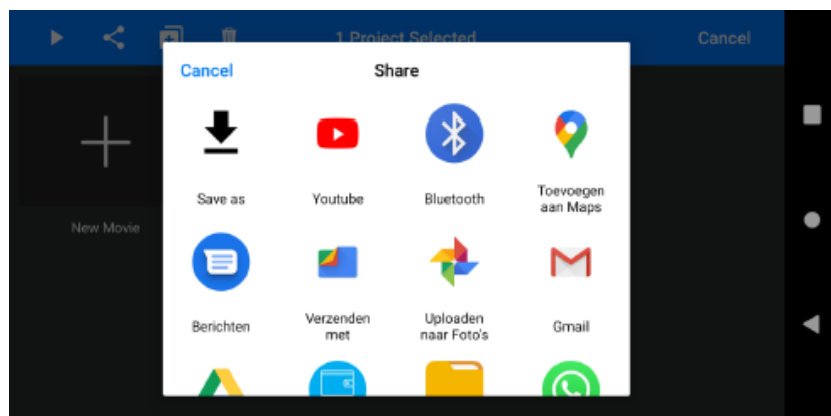 1 Project Selected
Cancel
Cancel
Share
Save as
Youtube
Bluetooth
Toevoegen
aan Maps
New Movie
Berichten
Verzenden
met
Uploaden
naar Foto's
Gmail